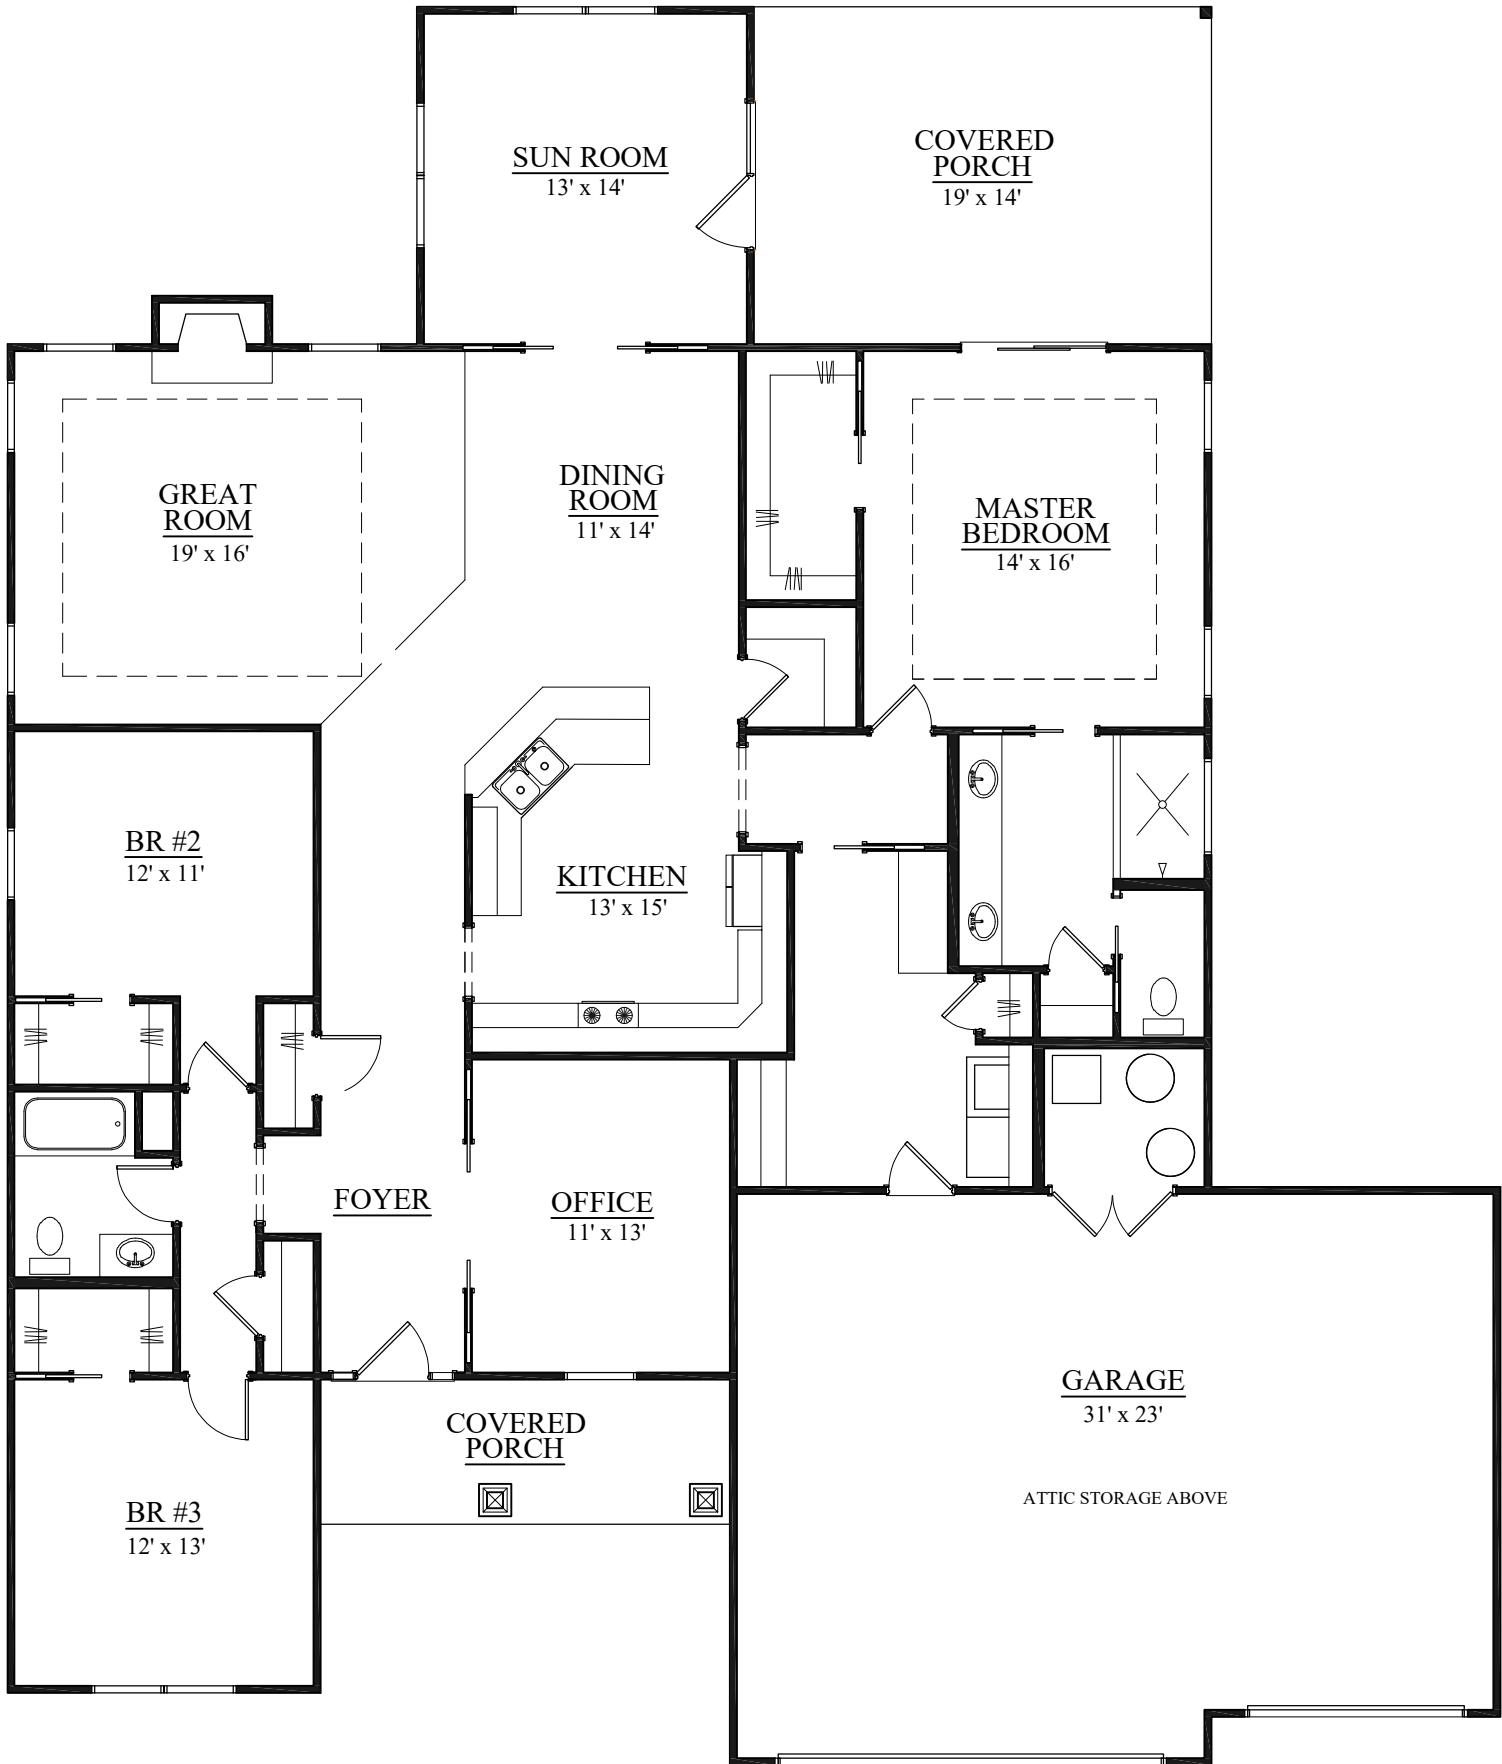 SUN ROOM
13' x 14'
COVERED
PORCH
19' x 14'
GREAT
ROOM
19' x 16'
DINING
ROOM
11' x 14'
MASTER
BEDROOM
14' x 16'
BR #2
12' x 11'
KITCHEN
13' x 15'
FOYER
OFFICE
11' x 13'
COVERED
PORCH
GARAGE
31' x 23'
ATTIC STORAGE ABOVE
BR #3
12' x 13'